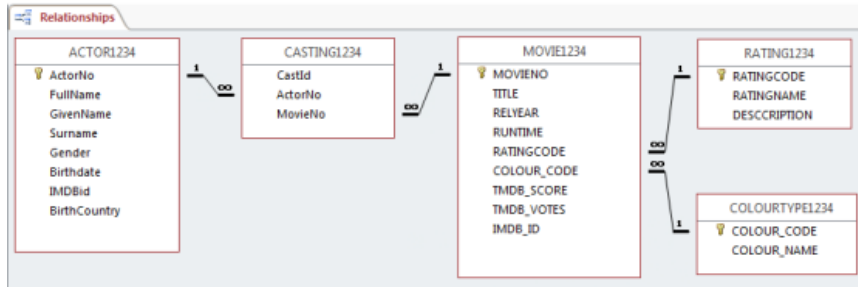 Relationships
ACTOR1234
ActorNo
FullName
GivenName
Surname
Gender
Birthdate
IMDBid
BirthCountry
1
∞
CASTING1234
CastId
ActorNo
MovieNo
1
∞
MOVIE1234
MOVIENO
TITLE
RELYEAR
RUNTIME
RATINGCODE
COLOUR_CODE
TMDB_SCORE
TMDB_VOTES
IMDB_ID
1
∞
∞
1
RATING1234
RATINGCODE
RATINGNAME
DESCCRIPTION
COLOURTYPE1234
COLOUR_CODE
COLOUR_NAME